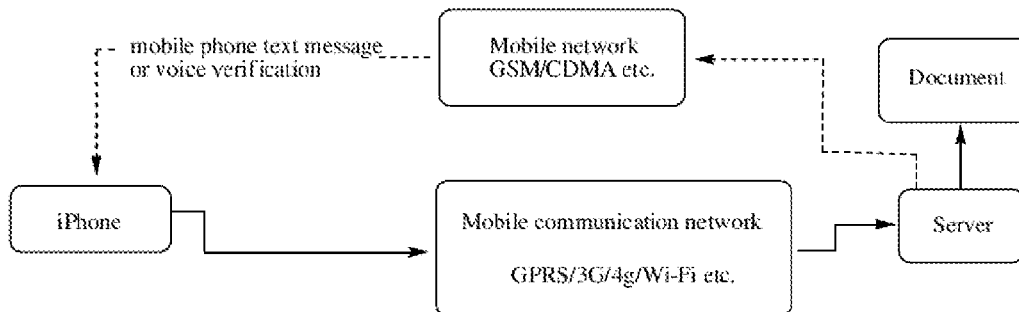 mobile phone text message
or voice verification
Mobile network
GSM/CDMA etc.
Document
iPhone
Mobile communication network
GPRS/3G/4g/Wi-Fi etc.
Server